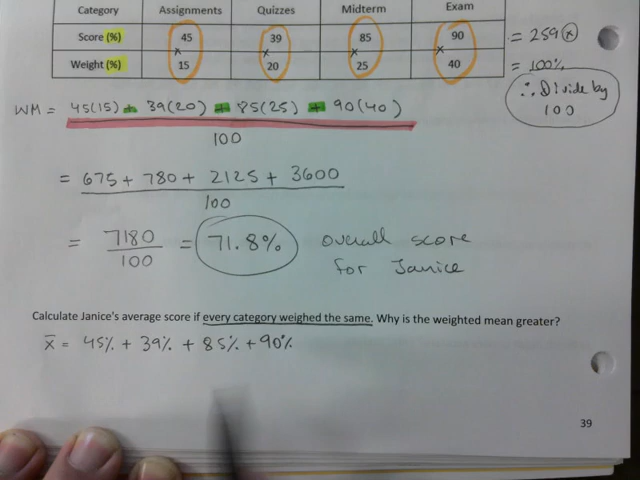 Category Assignments Quizzes Midterm Exam
Score (%) 45 39 85 90 = 259 (x)
x x x x
Weight (%) 15 20 25 40 = 100%
∴ Divide by
100
WM = 45(15) + 39(20) + 85(25) + 90(40)
100
= 675 + 780 + 2125 + 3600
100
= 7180 = 71.8% overall score
100 for Janice
Calculate Janice's average score if every category weighed the same. Why is the weighted mean greater?
x̄ = 45% + 39% + 85% + 90%
39